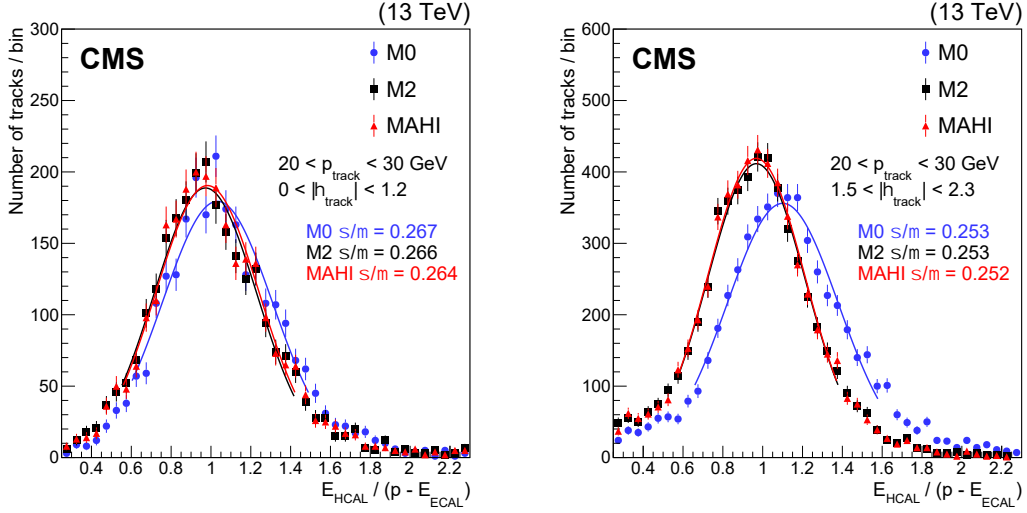 (13 TeV)
Number of tracks / bin
300
250
200
150
100
50
0
CMS
M0
M2
MAHI
20 < p_track < 30 GeV
0 < |h_track| < 1.2
M0 s/m = 0.267
M2 s/m = 0.266
MAHI s/m = 0.264
0.4 0.6 0.8 1 1.2 1.4 1.6 1.8 2 2.2
E_HCAL / (p - E_ECAL)
(13 TeV)
Number of tracks / bin
600
500
400
300
200
100
0
CMS
M0
M2
MAHI
20 < p_track < 30 GeV
1.5 < |h_track| < 2.3
M0 s/m = 0.253
M2 s/m = 0.253
MAHI s/m = 0.252
0.4 0.6 0.8 1 1.2 1.4 1.6 1.8 2 2.2
E_HCAL / (p - E_ECAL)